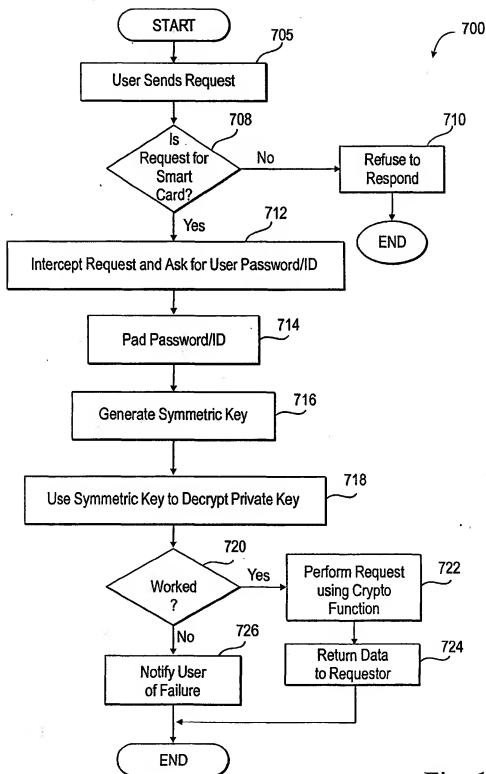 START
700
705
User Sends Request
708
Is
Request for
Smart
Card?
No
710
Refuse to
Respond
END
Yes
712
Intercept Request and Ask for User Password/ID
714
Pad Password/ID
716
Generate Symmetric Key
718
Use Symmetric Key to Decrypt Private Key
720
Worked
?
Yes
722
Perform Request
using Crypto
Function
No
726
Notify User
of Failure
724
Return Data
to Requestor
END